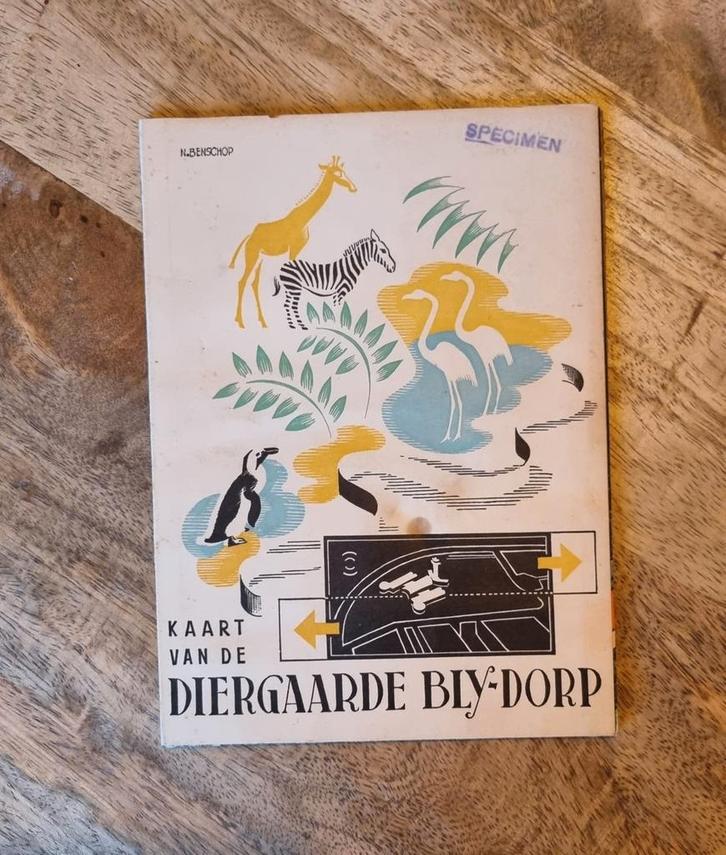 N.BENSCHOP
SPECIMEN
KAART
VAN DE
DIERGAARDE BLY-DORP